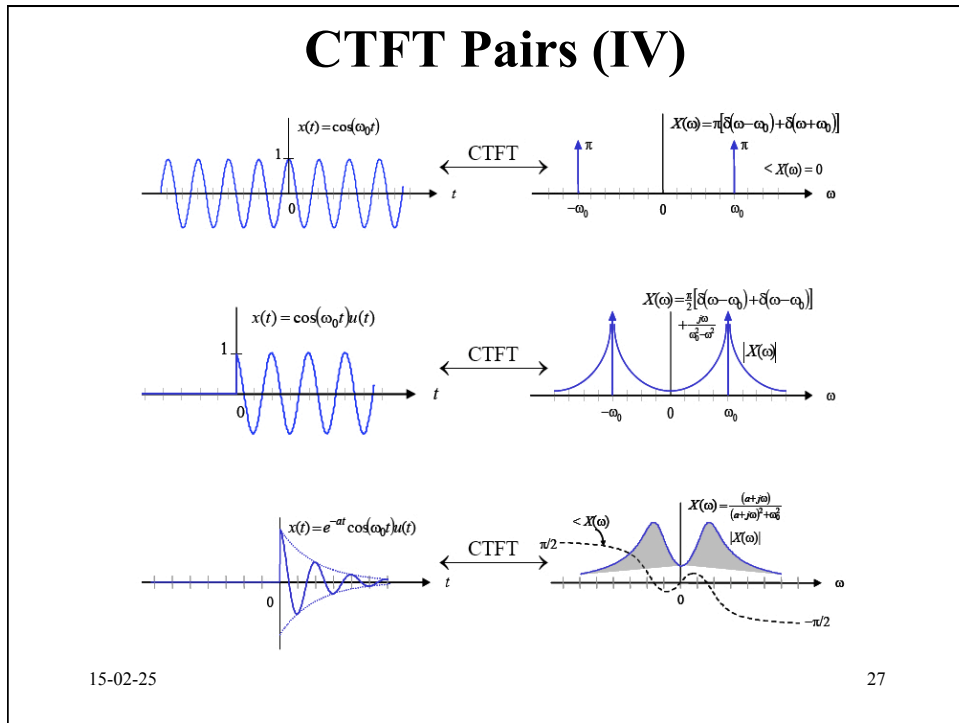 CTFT Pairs (IV)
x(t) = cos(ω₀t)
1
0
t
CTFT
X(ω)=π[δ(ω−ω₀)+δ(ω+ω₀)]
π
π
< X(ω) = 0
−ω₀
0
ω₀
ω
x(t) = cos(ω₀t)u(t)
1
0
t
CTFT
X(ω)=π/2[δ(ω−ω₀)+δ(ω−ω₀)]
+ jω/(ω₀²−ω²)
|X(ω)|
−ω₀
0
ω₀
ω
x(t) = e⁻ᵃᵗ cos(ω₀t)u(t)
0
t
CTFT
X(ω)= (a+jω)/((a+jω)²+ω₀²)
< X(ω)
|X(ω)|
π/2
0
ω
−π/2
15-02-25
27